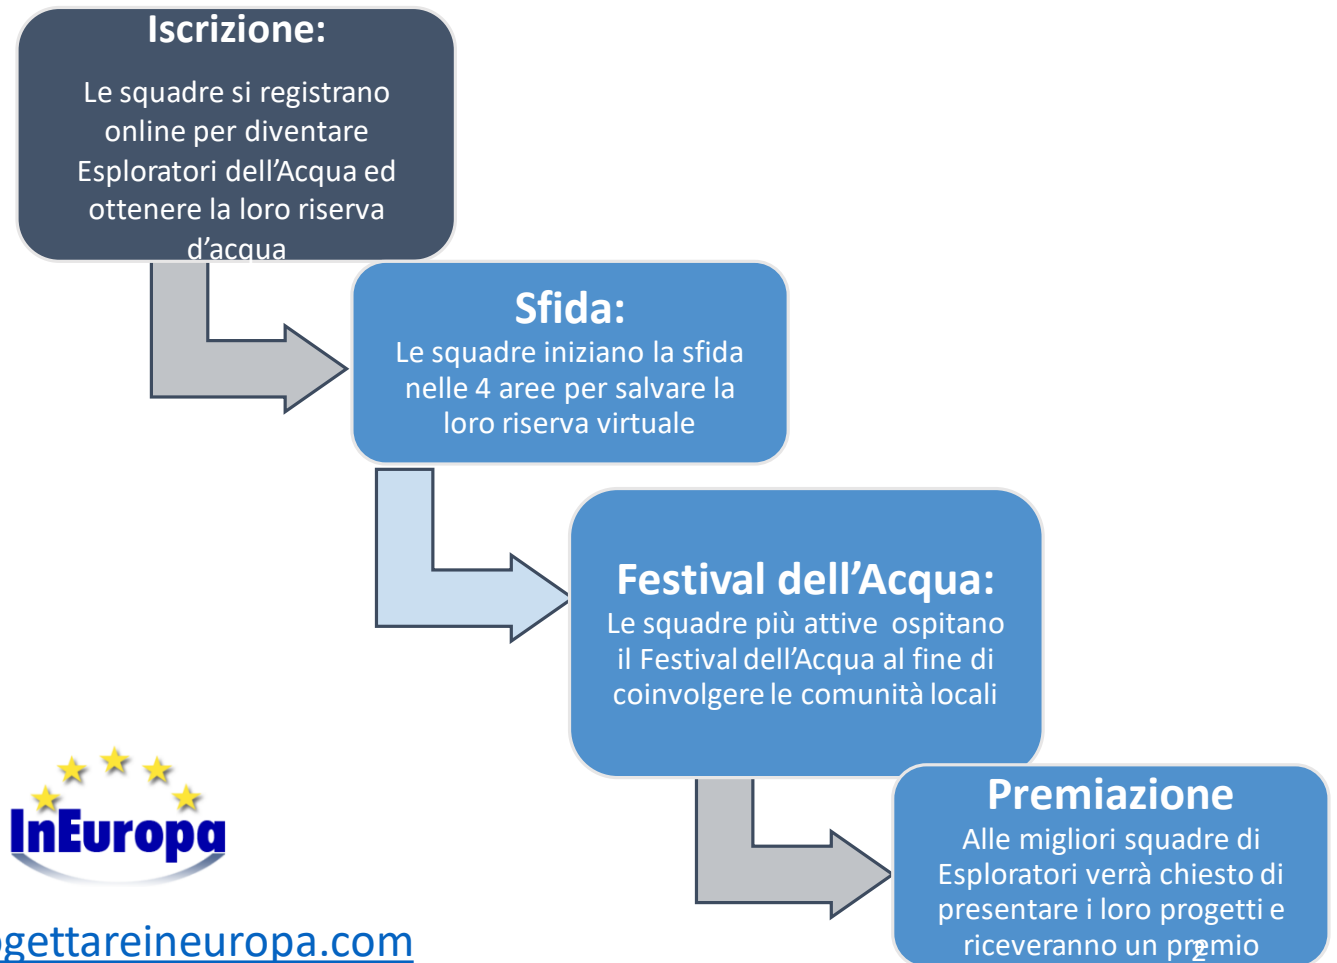 Iscrizione:
Le squadre si registrano
online per diventare
Esploratori dell’Acqua ed
ottenere la loro riserva
d’acqua
Sfida:
Le squadre iniziano la sfida
nelle 4 aree per salvare la
loro riserva virtuale
Festival dell’Acqua:
Le squadre più attive ospitano
il Festival dell’Acqua al fine di
coinvolgere le comunità locali
Premiazione
Alle migliori squadre di
Esploratori verrà chiesto di
presentare i loro progetti e
riceveranno un premio
2
InEuropa
gettareineuropa.com